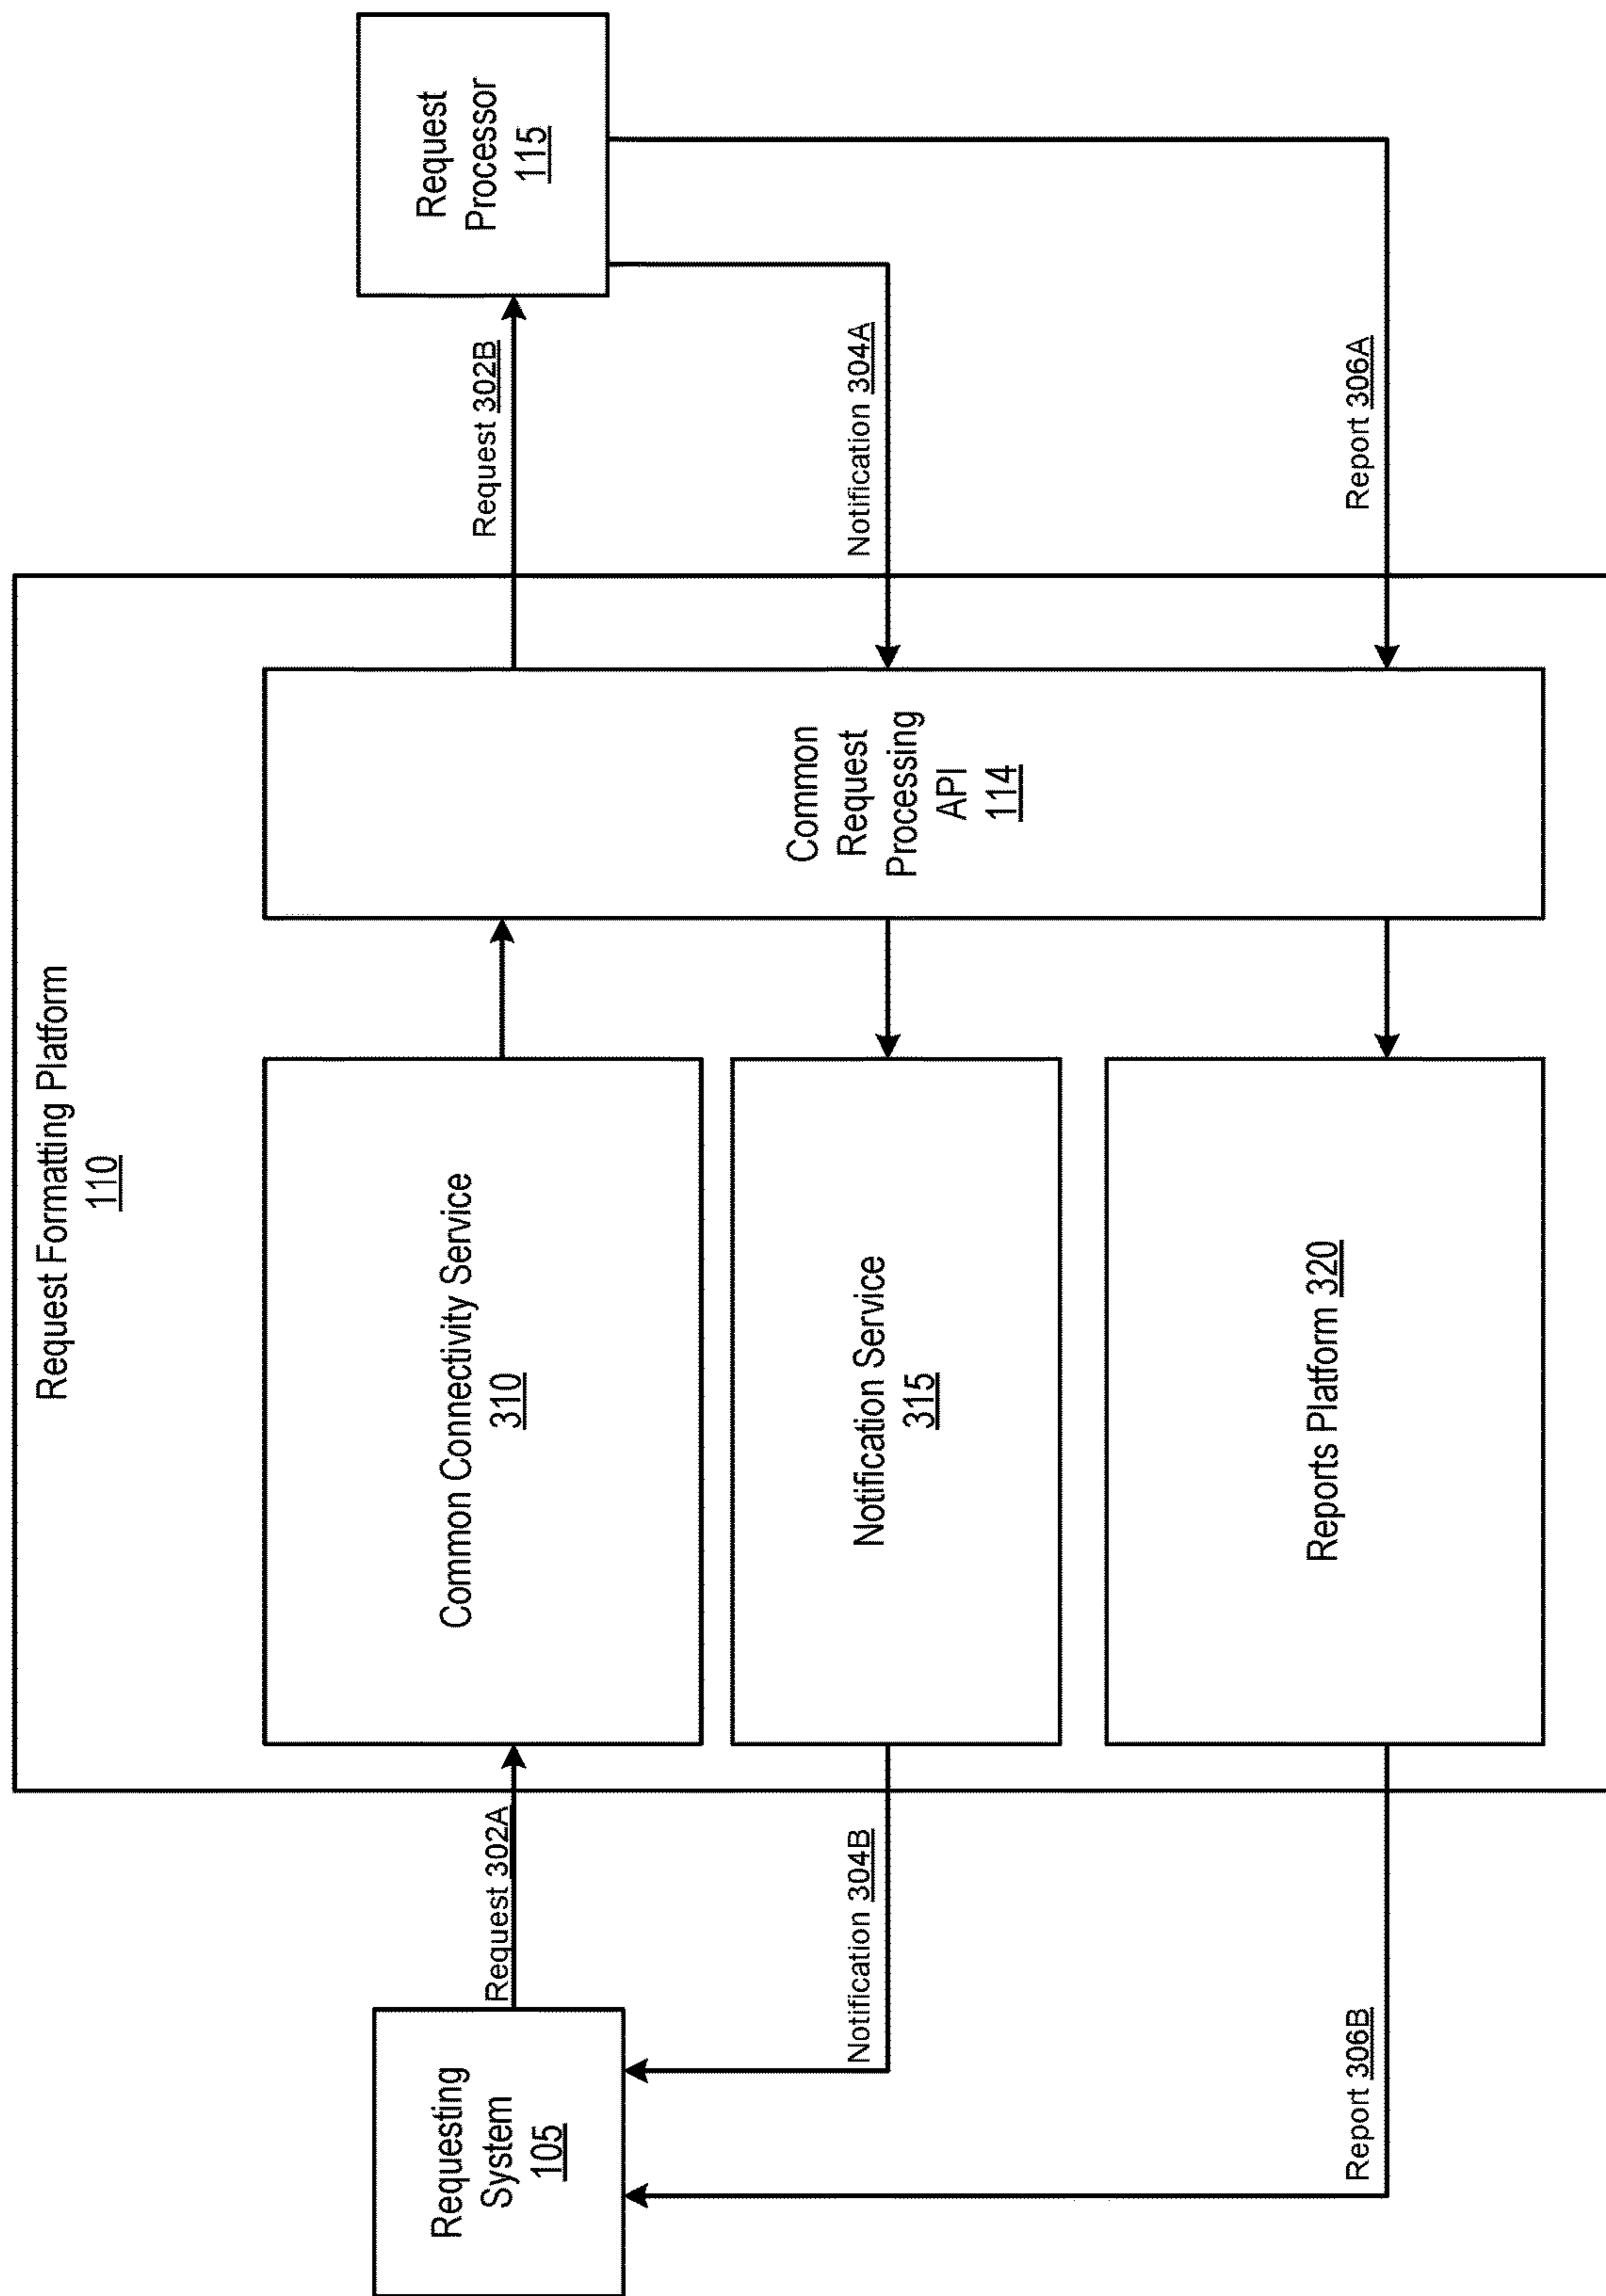 Request Formatting Platform
110
Requesting
System
105
Request 302A
Common Connectivity Service
310
Request 302B
Request
Processor
115
Notification 304B
Notification Service
315
Common
Request
Processing
API
114
Notification 304A
Report 306B
Reports Platform 320
Report 306A